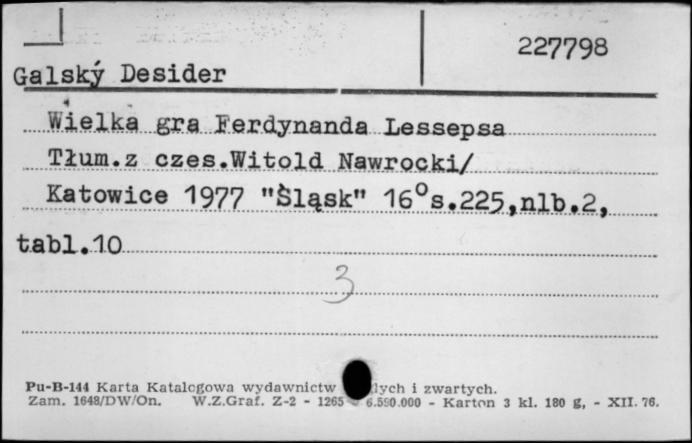 227798
Galský Desider
Wielka gra Ferdynanda Lessepsa
Tłum.z czes.Witold Nawrocki/
Katowice 1977 "Śląsk" 16° s.225,nlb.2,
tabl.10
3
Pu-B-144 Karta Katalogowa wydawnictw i zwartych.
Zam. 1648/DW/On. W.Z.Graf. Z-2 - 1265 6.550.000 - Karton 3 kl. 180 g, - XII. 76.